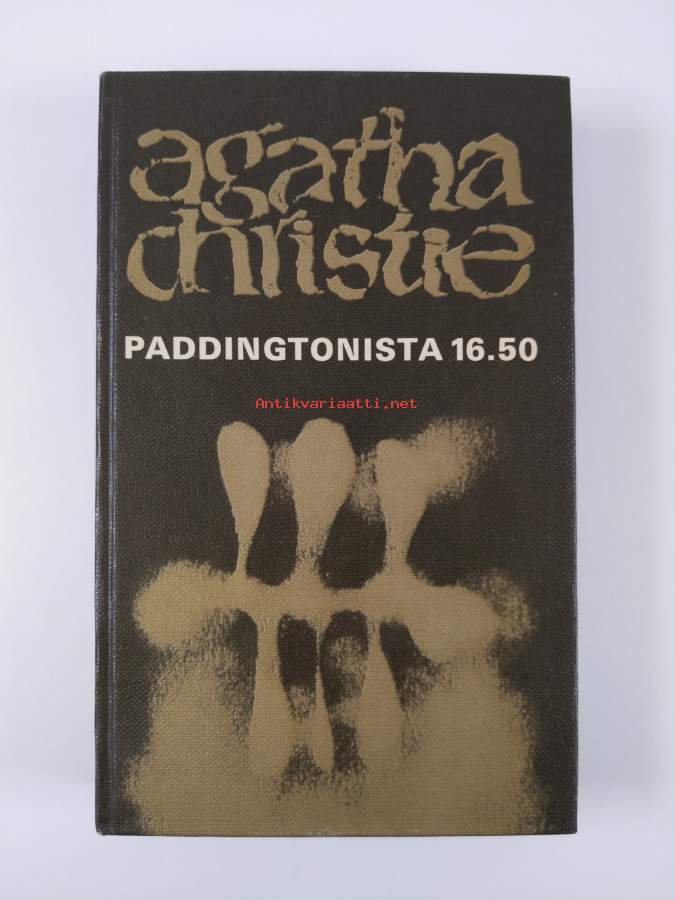 agatha
christie
PADDINGTONISTA 16.50
Antikvariaatti.net